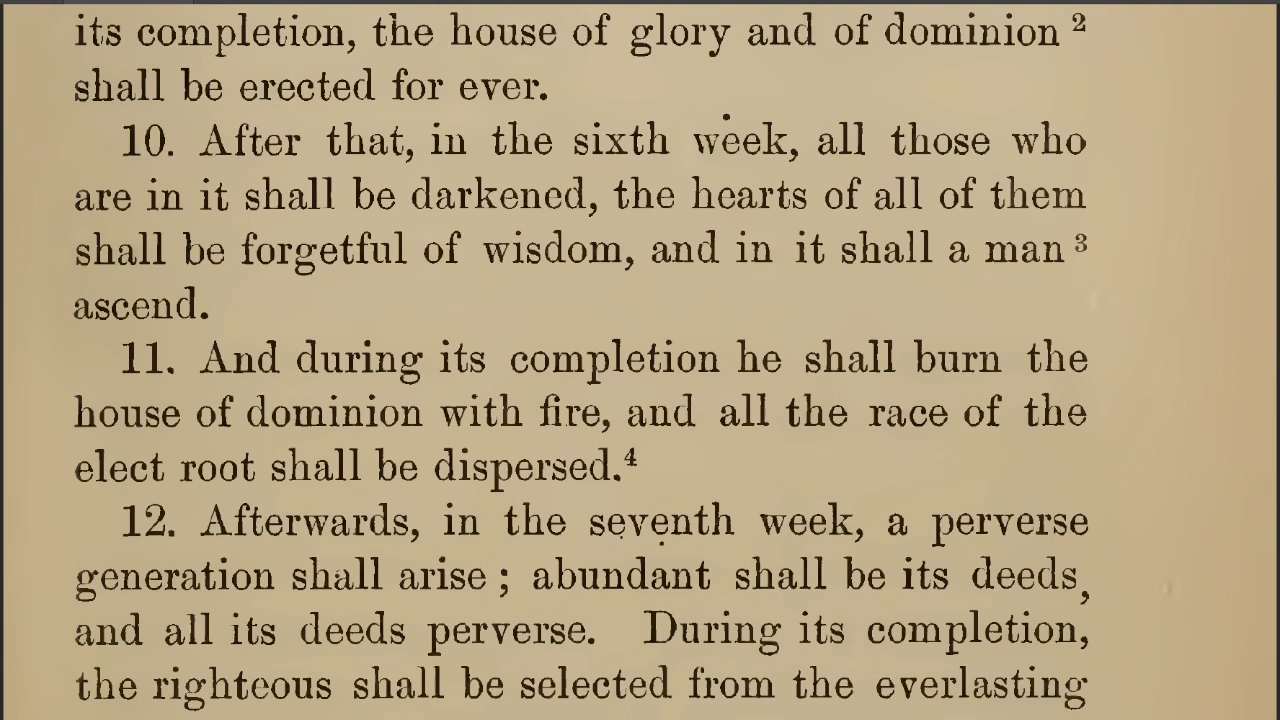 its completion, the house of glory and of dominion ²
shall be erected for ever.
10. After that, in the sixth week, all those who
are in it shall be darkened, the hearts of all of them
shall be forgetful of wisdom, and in it shall a man ³
ascend.
11. And during its completion he shall burn the
house of dominion with fire, and all the race of the
elect root shall be dispersed.⁴
12. Afterwards, in the seventh week, a perverse
generation shall arise ; abundant shall be its deeds,
and all its deeds perverse. During its completion,
the righteous shall be selected from the everlasting